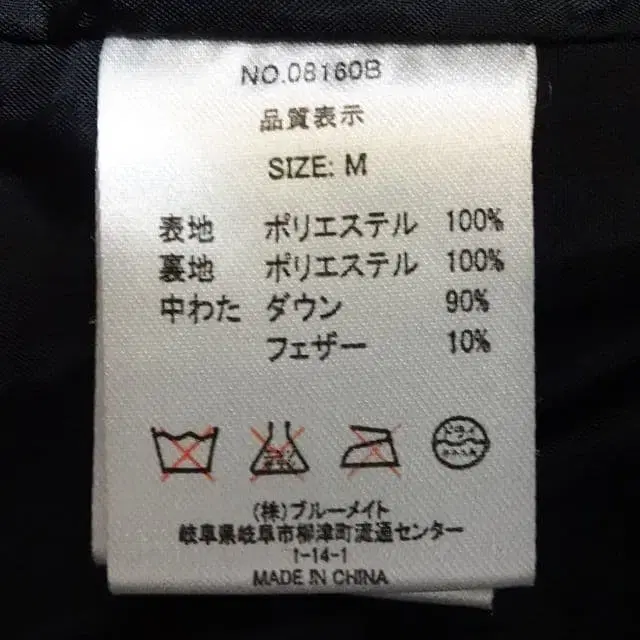 NO.08160B
品質表示
SIZE: M
表地 ポリエステル 100%
裏地 ポリエステル 100%
中わた ダウン 90%
フェザー 10%
(株)ブルーメイト
岐阜県岐阜市柳津町流通センター
1-14-1
MADE IN CHINA